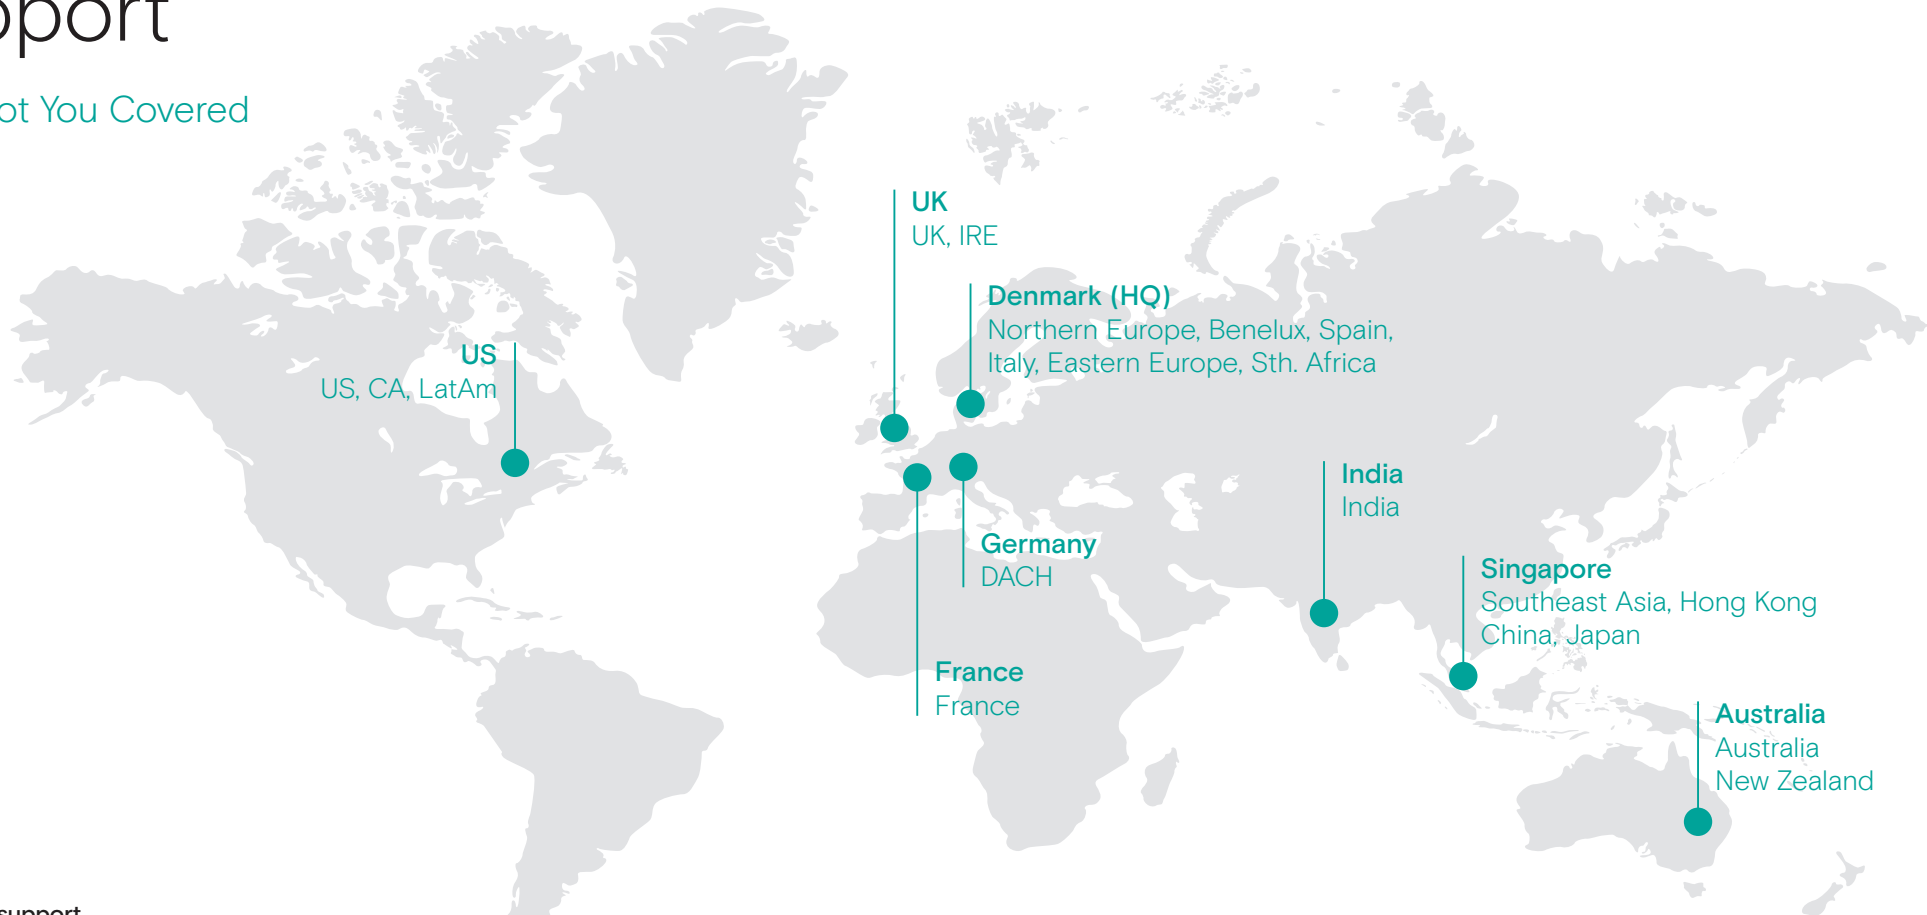 You Covered
UK
UK, IRE
Denmark (HQ)
Northern Europe, Benelux, Spain,
Italy, Eastern Europe, Sth. Africa
US
US, CA, LatAm
India
India
Germany
DACH
Singapore
Southeast Asia, Hong Kong
China, Japan
France
France
Australia
Australia
New Zealand
support